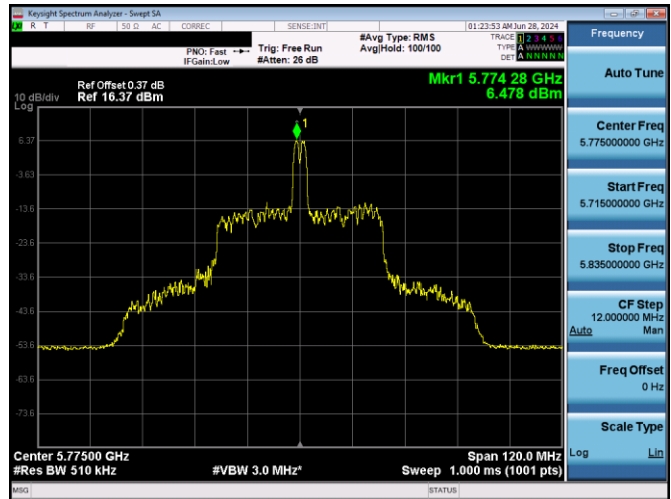 Keysight Spectrum Analyzer - Swept SA
R T RF 50 Ω AC CORREC SENSE:INT 01:23:53 AM Jun 28, 2024
Frequency
#Avg Type: RMS
TRACE 1 2 3 4 5 6
PNO: Fast Trig: Free Run Avg|Hold: 100/100
TYPE A WWWWW
IFGain:Low #Atten: 26 dB
DET A N N N N N
Auto Tune
Mkr1 5.774 28 GHz
Ref Offset 0.37 dB
10 dB/div Ref 16.37 dBm 6.478 dBm
Log
1
6.37
-3.63
-13.6
-23.6
-33.6
-43.6
-53.6
-63.6
-73.6
Center Freq
5.775000000 GHz
Start Freq
5.715000000 GHz
Stop Freq
5.835000000 GHz
CF Step
12.000000 MHz
Auto Man
Freq Offset
0 Hz
Scale Type
Log Lin
Center 5.77500 GHz Span 120.0 MHz
#Res BW 510 kHz #VBW 3.0 MHz* Sweep 1.000 ms (1001 pts)
MSG STATUS